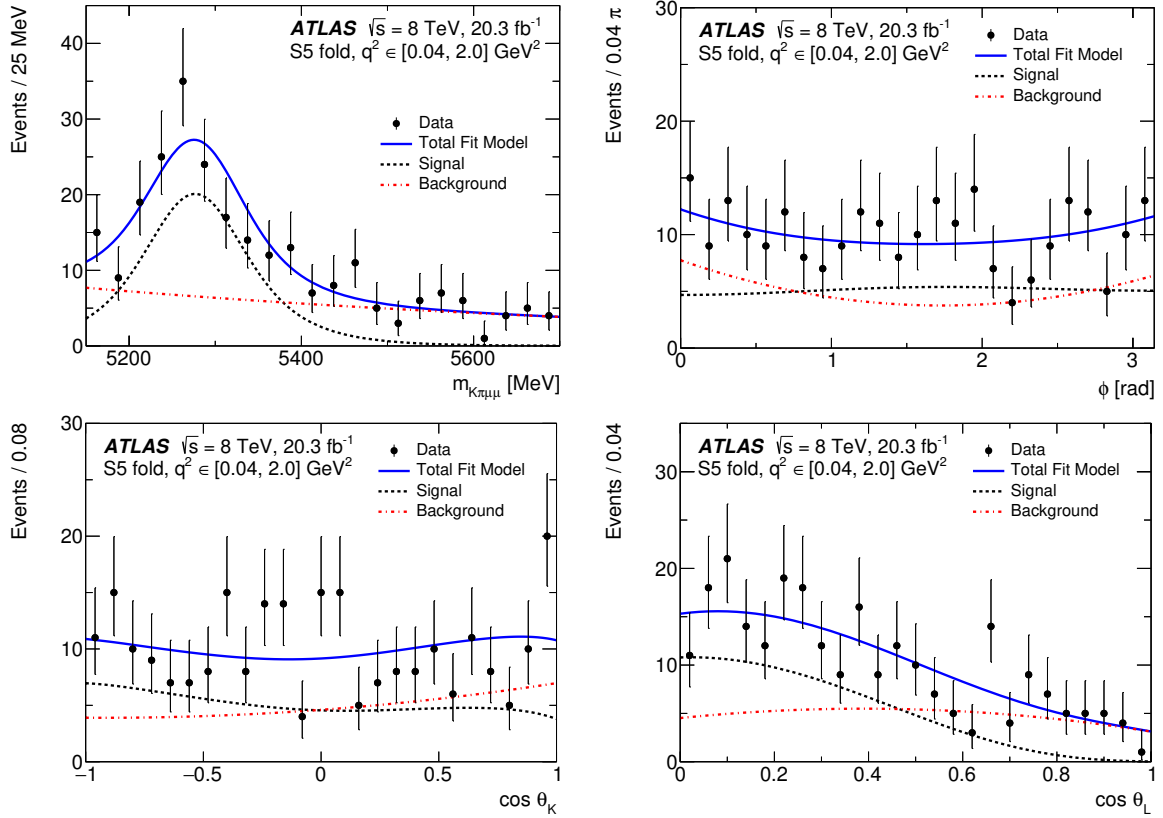 Events / 25 MeV
40
30
20
10
0
ATLAS √s = 8 TeV, 20.3 fb⁻¹
S5 fold, q² ∈ [0.04, 2.0] GeV²
Data
Total Fit Model
Signal
Background
5200 5400 5600
m_Kπμμ [MeV]
Events / 0.04 π
30
20
10
0
ATLAS √s = 8 TeV, 20.3 fb⁻¹
S5 fold, q² ∈ [0.04, 2.0] GeV²
Data
Total Fit Model
Signal
Background
0 1 2 3
ϕ [rad]
Events / 0.08
30
20
10
0
ATLAS √s = 8 TeV, 20.3 fb⁻¹
S5 fold, q² ∈ [0.04, 2.0] GeV²
Data
Total Fit Model
Signal
Background
−1 −0.5 0 0.5 1
cos θ_K
Events / 0.04
30
20
10
0
ATLAS √s = 8 TeV, 20.3 fb⁻¹
S5 fold, q² ∈ [0.04, 2.0] GeV²
Data
Total Fit Model
Signal
Background
0 0.2 0.4 0.6 0.8 1
cos θ_L